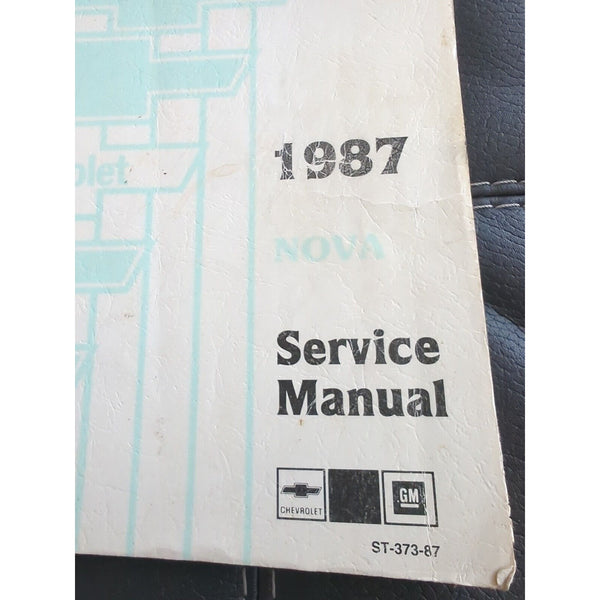 olet
1987
NOVA
Service
Manual
CHEVROLET
GM
ST-373-87